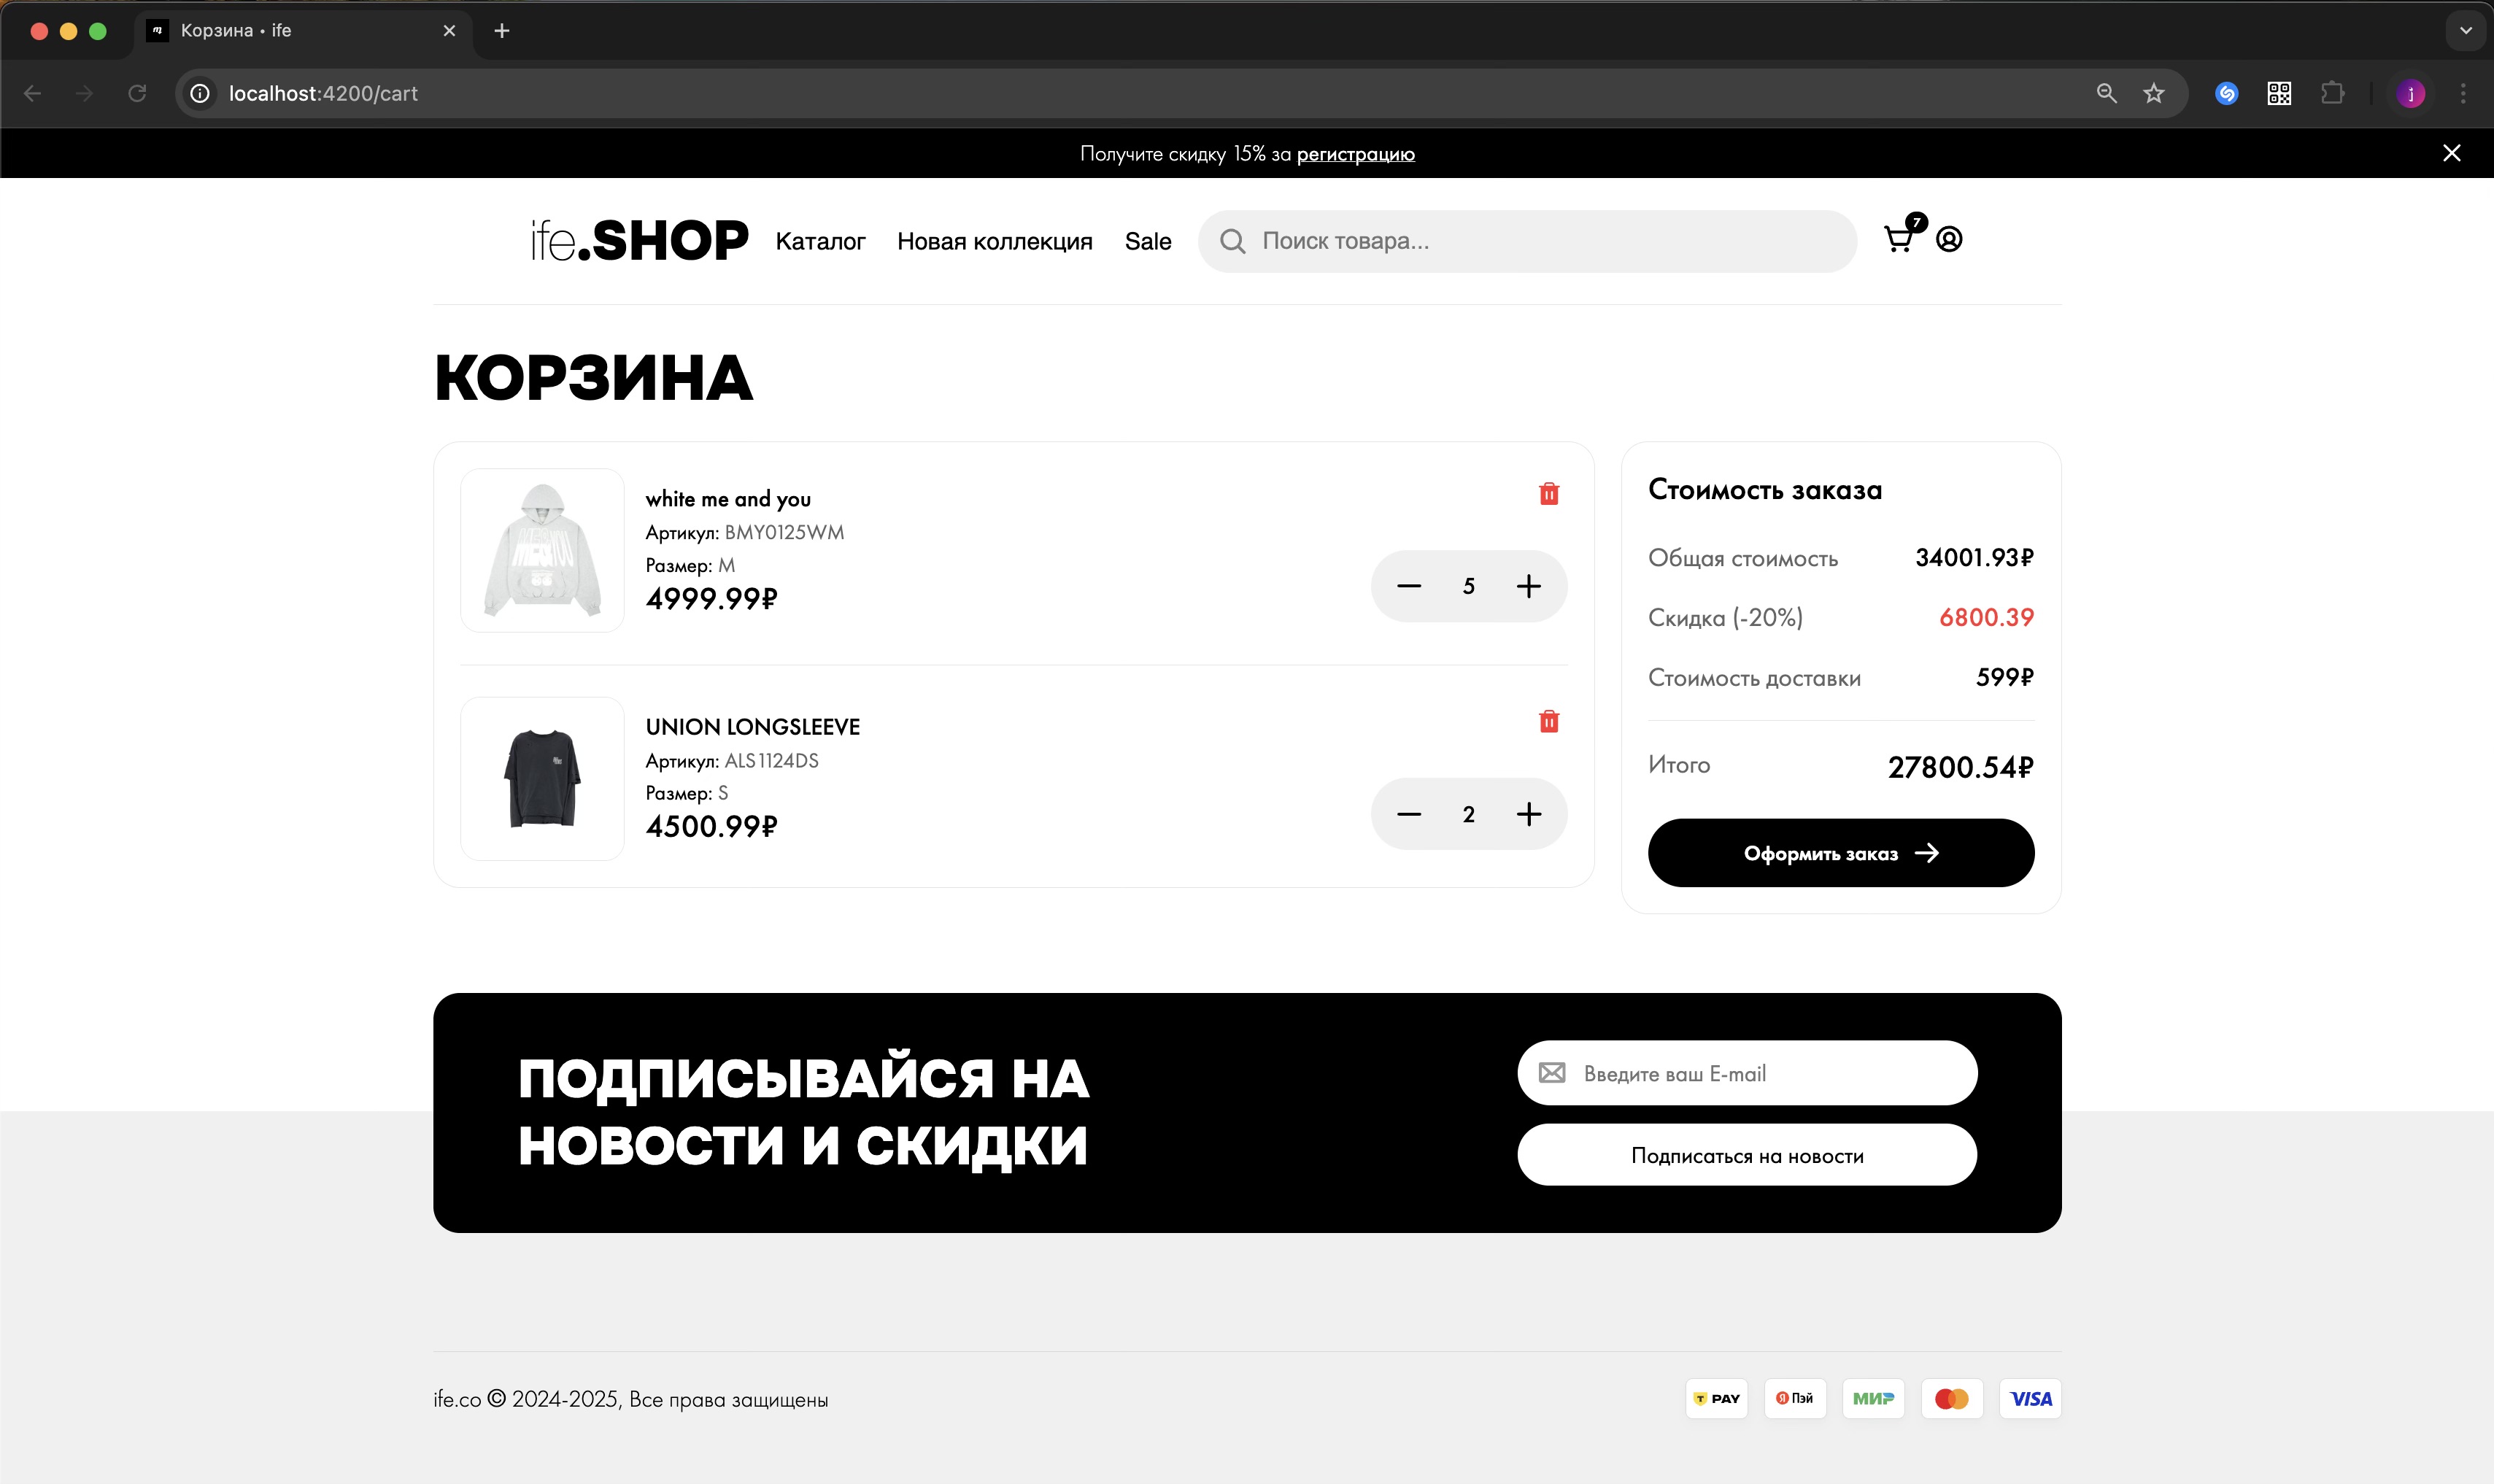 Корзина • ife
localhost:4200/cart
Получите скидку 15% за регистрацию
ife.SHOP
Каталог
Новая коллекция
Sale
Поиск товара...
7
КОРЗИНА
white me and you
Артикул: BMY0125WM
Размер: M
4999.99₽
5
UNION LONGSLEEVE
Артикул: ALS1124DS
Размер: S
4500.99₽
2
Стоимость заказа
Общая стоимость 34001.93₽
Скидка (-20%) 6800.39
Стоимость доставки 599₽
Итого 27800.54₽
Оформить заказ
ПОДПИСЫВАЙСЯ НА
НОВОСТИ И СКИДКИ
Введите ваш E-mail
Подписаться на новости
ife.co © 2024-2025, Все права защищены
T PAY
Я Пэй
МИР
VISA